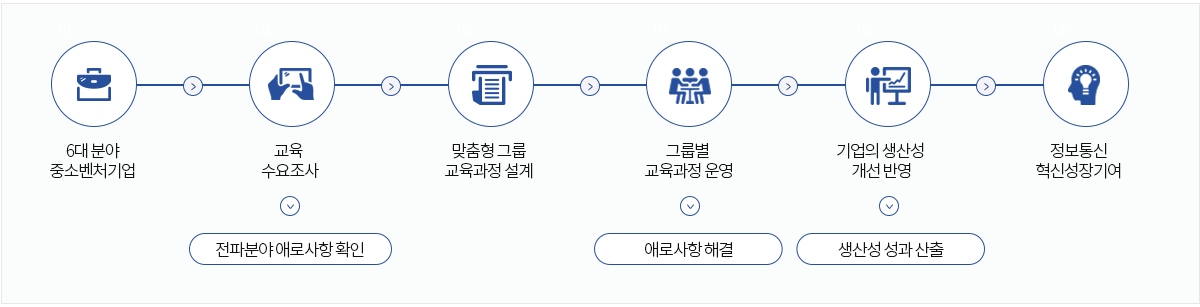 6대 분야
중소벤처기업
교육
수요조사
맞춤형 그룹
교육과정 설계
그룹별
교육과정 운영
기업의 생산성
개선 반영
정보통신
혁신성장기여
전파분야 애로사항 확인
애로사항 해결
생산성 성과 산출